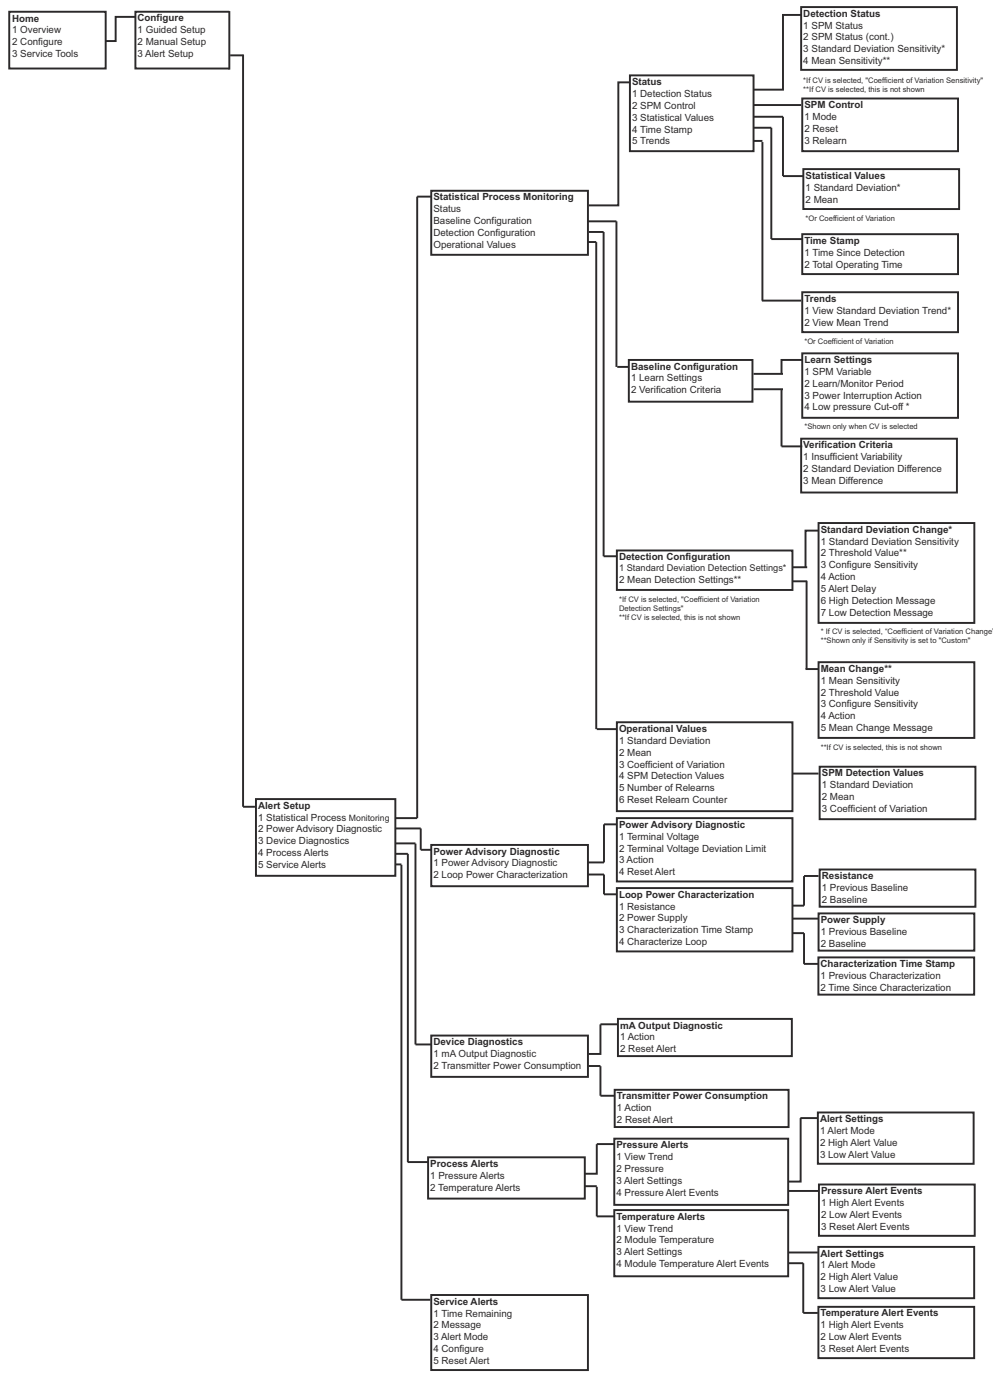 Home
1 Overview
2 Configure
3 Service Tools
Configure
1 Guided Setup
2 Manual Setup
3 Alert Setup
Alert Setup
1 Statistical Process Monitoring
2 Power Advisory Diagnostic
3 Device Diagnostics
4 Process Alerts
5 Service Alerts
Statistical Process Monitoring
Status
Baseline Configuration
Detection Configuration
Operational Values
Status
1 Detection Status
2 SPM Control
3 Statistical Values
4 Time Stamp
5 Trends
Detection Status
1 SPM Status
2 SPM Status (cont.)
3 Standard Deviation Sensitivity*
4 Mean Sensitivity**
*If CV is selected, "Coefficient of Variation Sensitivity"
**If CV is selected, this is not shown
SPM Control
1 Mode
2 Reset
3 Relearn
Statistical Values
1 Standard Deviation*
2 Mean
*Or Coefficient of Variation
Time Stamp
1 Time Since Detection
2 Total Operating Time
Trends
1 View Standard Deviation Trend*
2 View Mean Trend
*Or Coefficient of Variation
Baseline Configuration
1 Learn Settings
2 Verification Criteria
Learn Settings
1 SPM Variable
2 Learn/Monitor Period
3 Power Interruption Action
4 Low pressure Cut-off *
*Shown only when CV is selected
Verification Criteria
1 Insufficient Variability
2 Standard Deviation Difference
3 Mean Difference
Detection Configuration
1 Standard Deviation Detection Settings*
2 Mean Detection Settings**
*If CV is selected, "Coefficient of Variation
Detection Settings"
**If CV is selected, this is not shown
Standard Deviation Change*
1 Standard Deviation Sensitivity
2 Threshold Value**
3 Configure Sensitivity
4 Action
5 Alert Delay
6 High Detection Message
7 Low Detection Message
* If CV is selected, "Coefficient of Variation Change"
**Shown only if Sensitivity is set to "Custom"
Mean Change**
1 Mean Sensitivity
2 Threshold Value
3 Configure Sensitivity
4 Action
5 Mean Change Message
**If CV is selected, this is not shown
Operational Values
1 Standard Deviation
2 Mean
3 Coefficient of Variation
4 SPM Detection Values
5 Number of Relearns
6 Reset Relearn Counter
SPM Detection Values
1 Standard Deviation
2 Mean
3 Coefficient of Variation
Power Advisory Diagnostic
1 Power Advisory Diagnostic
2 Loop Power Characterization
Power Advisory Diagnostic
1 Terminal Voltage
2 Terminal Voltage Deviation Limit
3 Action
4 Reset Alert
Loop Power Characterization
1 Resistance
2 Power Supply
3 Characterization Time Stamp
4 Characterize Loop
Resistance
1 Previous Baseline
2 Baseline
Power Supply
1 Previous Baseline
2 Baseline
Characterization Time Stamp
1 Previous Characterization
2 Time Since Characterization
Device Diagnostics
1 mA Output Diagnostic
2 Transmitter Power Consumption
mA Output Diagnostic
1 Action
2 Reset Alert
Transmitter Power Consumption
1 Action
2 Reset Alert
Process Alerts
1 Pressure Alerts
2 Temperature Alerts
Pressure Alerts
1 View Trend
2 Pressure
3 Alert Settings
4 Pressure Alert Events
Alert Settings
1 Alert Mode
2 High Alert Value
3 Low Alert Value
Pressure Alert Events
1 High Alert Events
2 Low Alert Events
3 Reset Alert Events
Temperature Alerts
1 View Trend
2 Module Temperature
3 Alert Settings
4 Module Temperature Alert Events
Alert Settings
1 Alert Mode
2 High Alert Value
3 Low Alert Value
Temperature Alert Events
1 High Alert Events
2 Low Alert Events
3 Reset Alert Events
Service Alerts
1 Time Remaining
2 Message
3 Alert Mode
4 Configure
5 Reset Alert